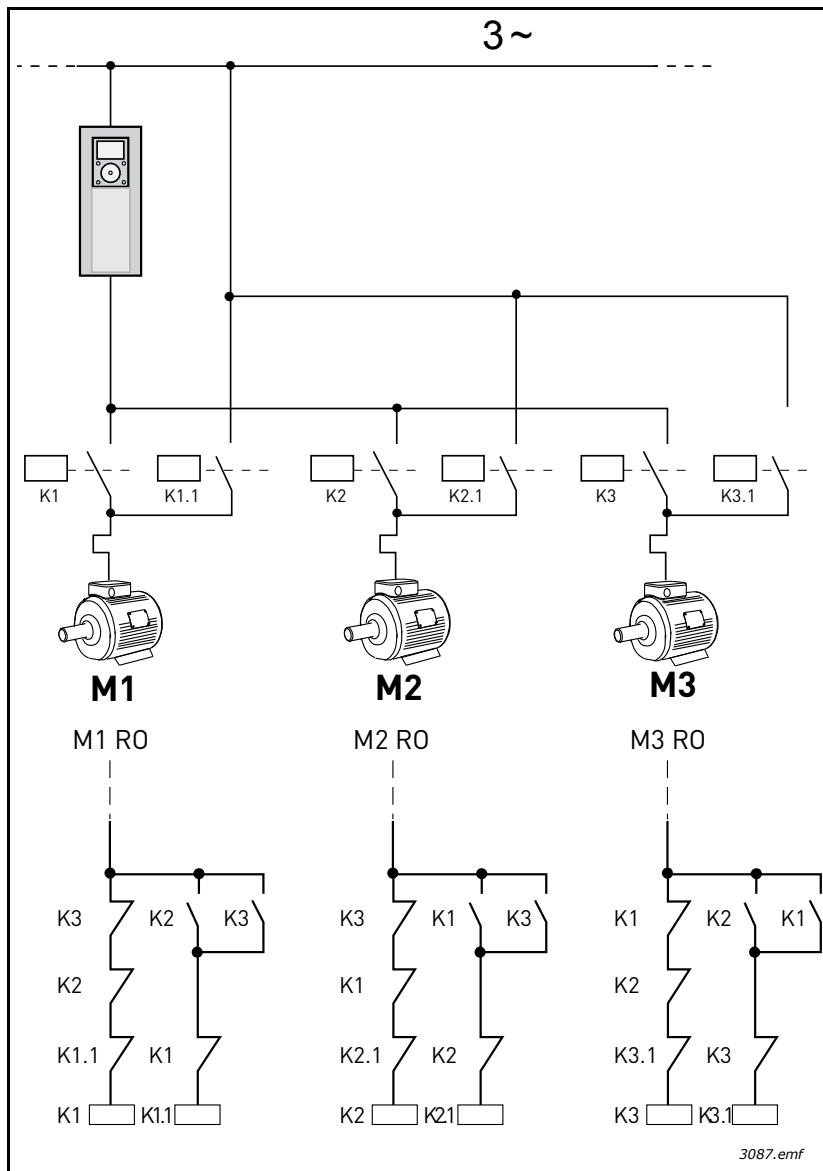 3~
K1 K1.1 K2 K2.1 K3 K3.1
M1 M2 M3
M1 RO M2 RO M3 RO
K3 K2 K3 K3 K1 K3 K1 K2 K1
K2 K1 K2
K1.1 K1 K2.1 K2 K3.1 K3
K1 K1.1 K2 K2.1 K3 K3.1
3087.emf